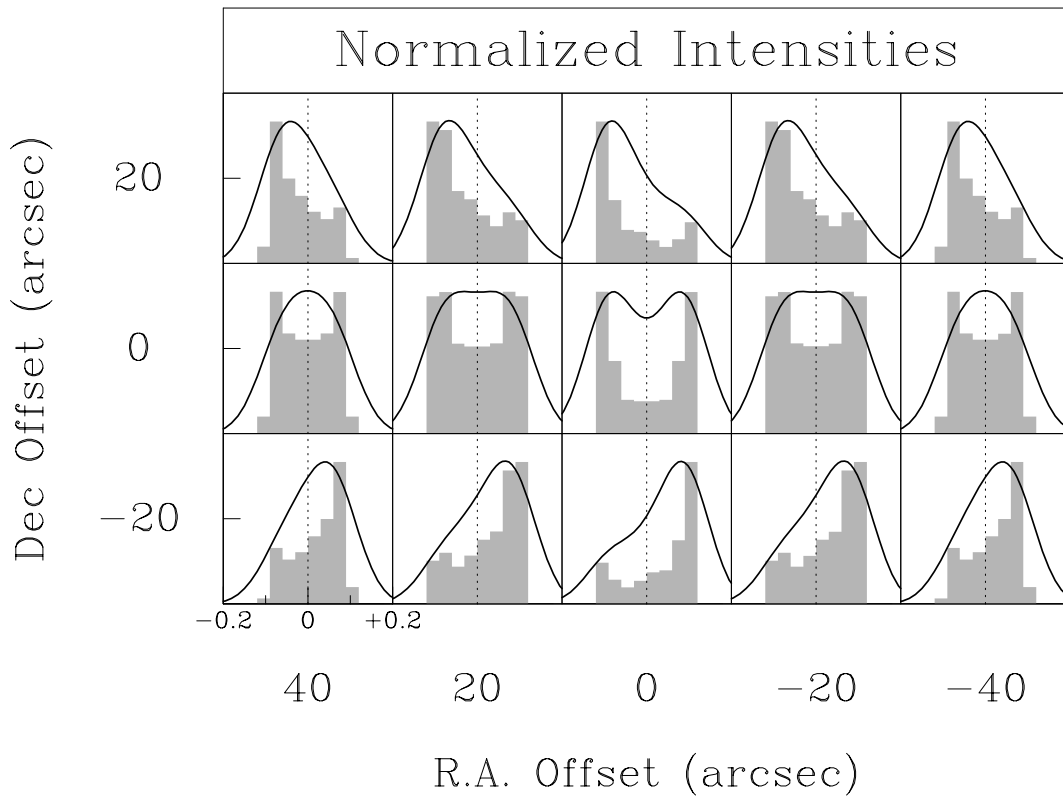 Normalized Intensities
Dec Offset (arcsec)
20
0
−20
−0.2 0 +0.2
40 20 0 −20 −40
R.A. Offset (arcsec)